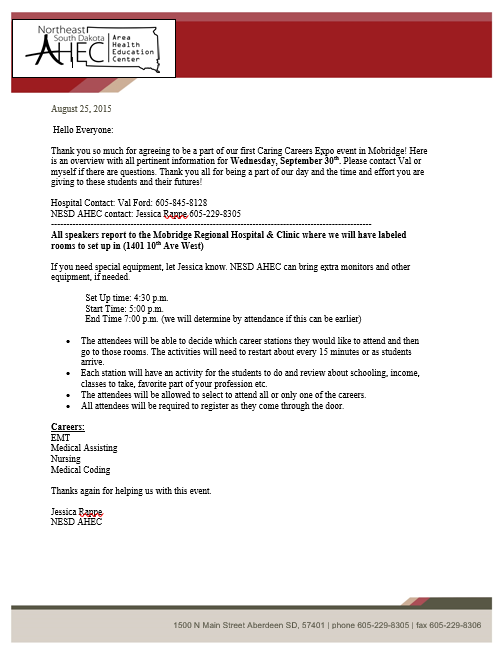 Northeast
South Dakota
AHEC
Area
Health
Education
Center
August 25, 2015
Hello Everyone:
Thank you so much for agreeing to be a part of our first Caring Careers Expo event in Mobridge! Here
is an overview with all pertinent information for Wednesday, September 30th. Please contact Val or
myself if there are questions. Thank you all for being a part of our day and the time and effort you are
giving to these students and their futures!
Hospital Contact: Val Ford: 605-845-8128
NESD AHEC contact: Jessica Rappe 605-229-8305
--------------------------------------------------------------------------------
All speakers report to the Mobridge Regional Hospital & Clinic where we will have labeled
rooms to set up in (1401 10th Ave West)
If you need special equipment, let Jessica know. NESD AHEC can bring extra monitors and other
equipment, if needed.
Set Up time: 4:30 p.m.
Start Time: 5:00 p.m.
End Time 7:00 p.m. (we will determine by attendance if this can be earlier)
• The attendees will be able to decide which career stations they would like to attend and then
go to those rooms. The activities will need to restart about every 15 minutes or as students
arrive.
• Each station will have an activity for the students to do and review about schooling, income,
classes to take, favorite part of your profession etc.
• The attendees will be allowed to select to attend all or only one of the careers.
• All attendees will be required to register as they come through the door.
Careers:
EMT
Medical Assisting
Nursing
Medical Coding
Thanks again for helping us with this event.
Jessica Rappe
NESD AHEC
1500 N Main Street Aberdeen SD, 57401 | phone 605-229-8305 | fax 605-229-8306